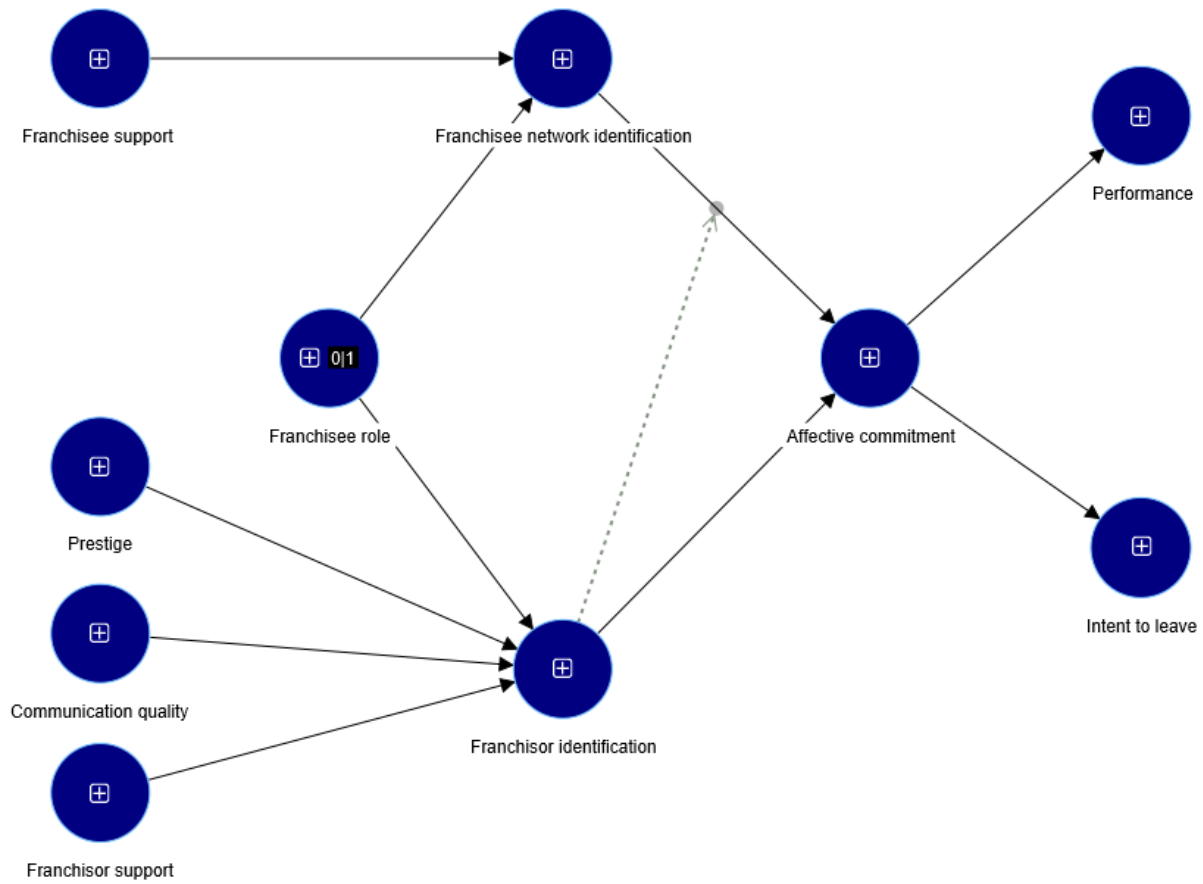 Franchisee support
Franchisee network identification
Performance
0|1
Franchisee role
Affective commitment
Prestige
Intent to leave
Communication quality
Franchisor identification
Franchisor support